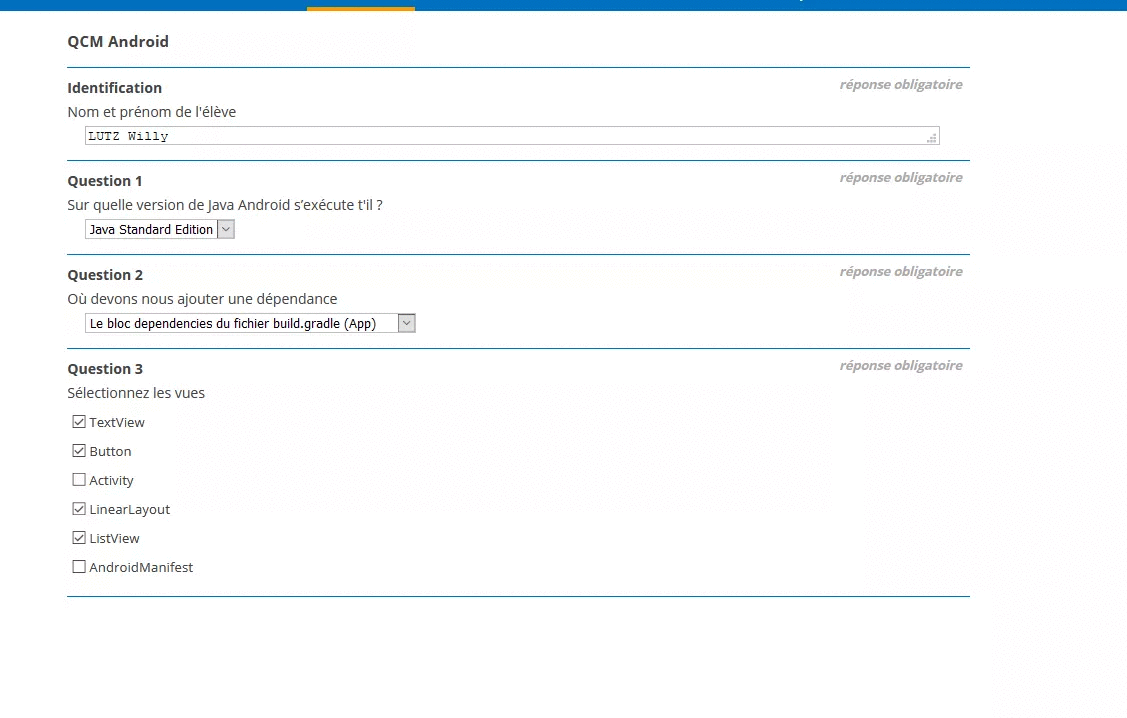 QCM Android
Identification
réponse obligatoire
Nom et prénom de l'élève
LUTZ Willy
Question 1
réponse obligatoire
Sur quelle version de Java Android s’exécute t'il ?
Java Standard Edition
Question 2
réponse obligatoire
Où devons nous ajouter une dépendance
Le bloc dependencies du fichier build.gradle (App)
Question 3
réponse obligatoire
Sélectionnez les vues
TextView
Button
Activity
LinearLayout
ListView
AndroidManifest